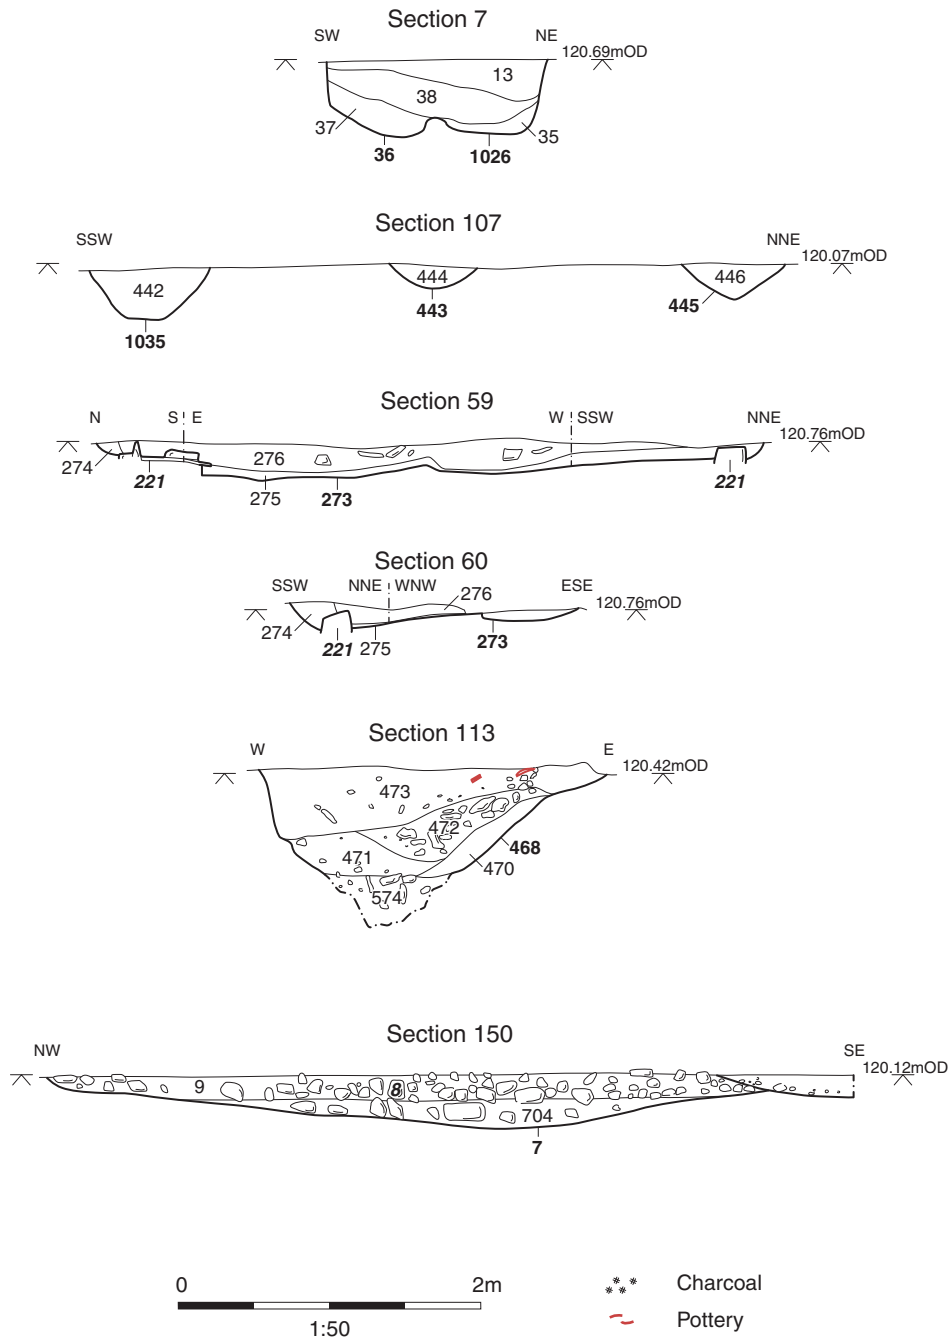 Section 7
SW NE 120.69mOD
13
38
37 35
36 1026
Section 107
SSW NNE 120.07mOD
442 444 446
443 445
1035
Section 59
N S E W SSW NNE 120.76mOD
274 276
221 221
275 273
Section 60
SSW NNE WNW 276 ESE 120.76mOD
274 221 275 273
Section 113
W E 120.42mOD
473
472
471 470 468
574
Section 150
NW SE 120.12mOD
9 8
704
7
0 2m
1:50
Charcoal
Pottery